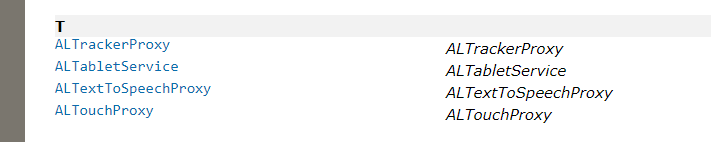 T
ALTrackerProxy ALTrackerProxy
ALTabletService ALTabletService
ALTextToSpeechProxy ALTextToSpeechProxy
ALTouchProxy ALTouchProxy